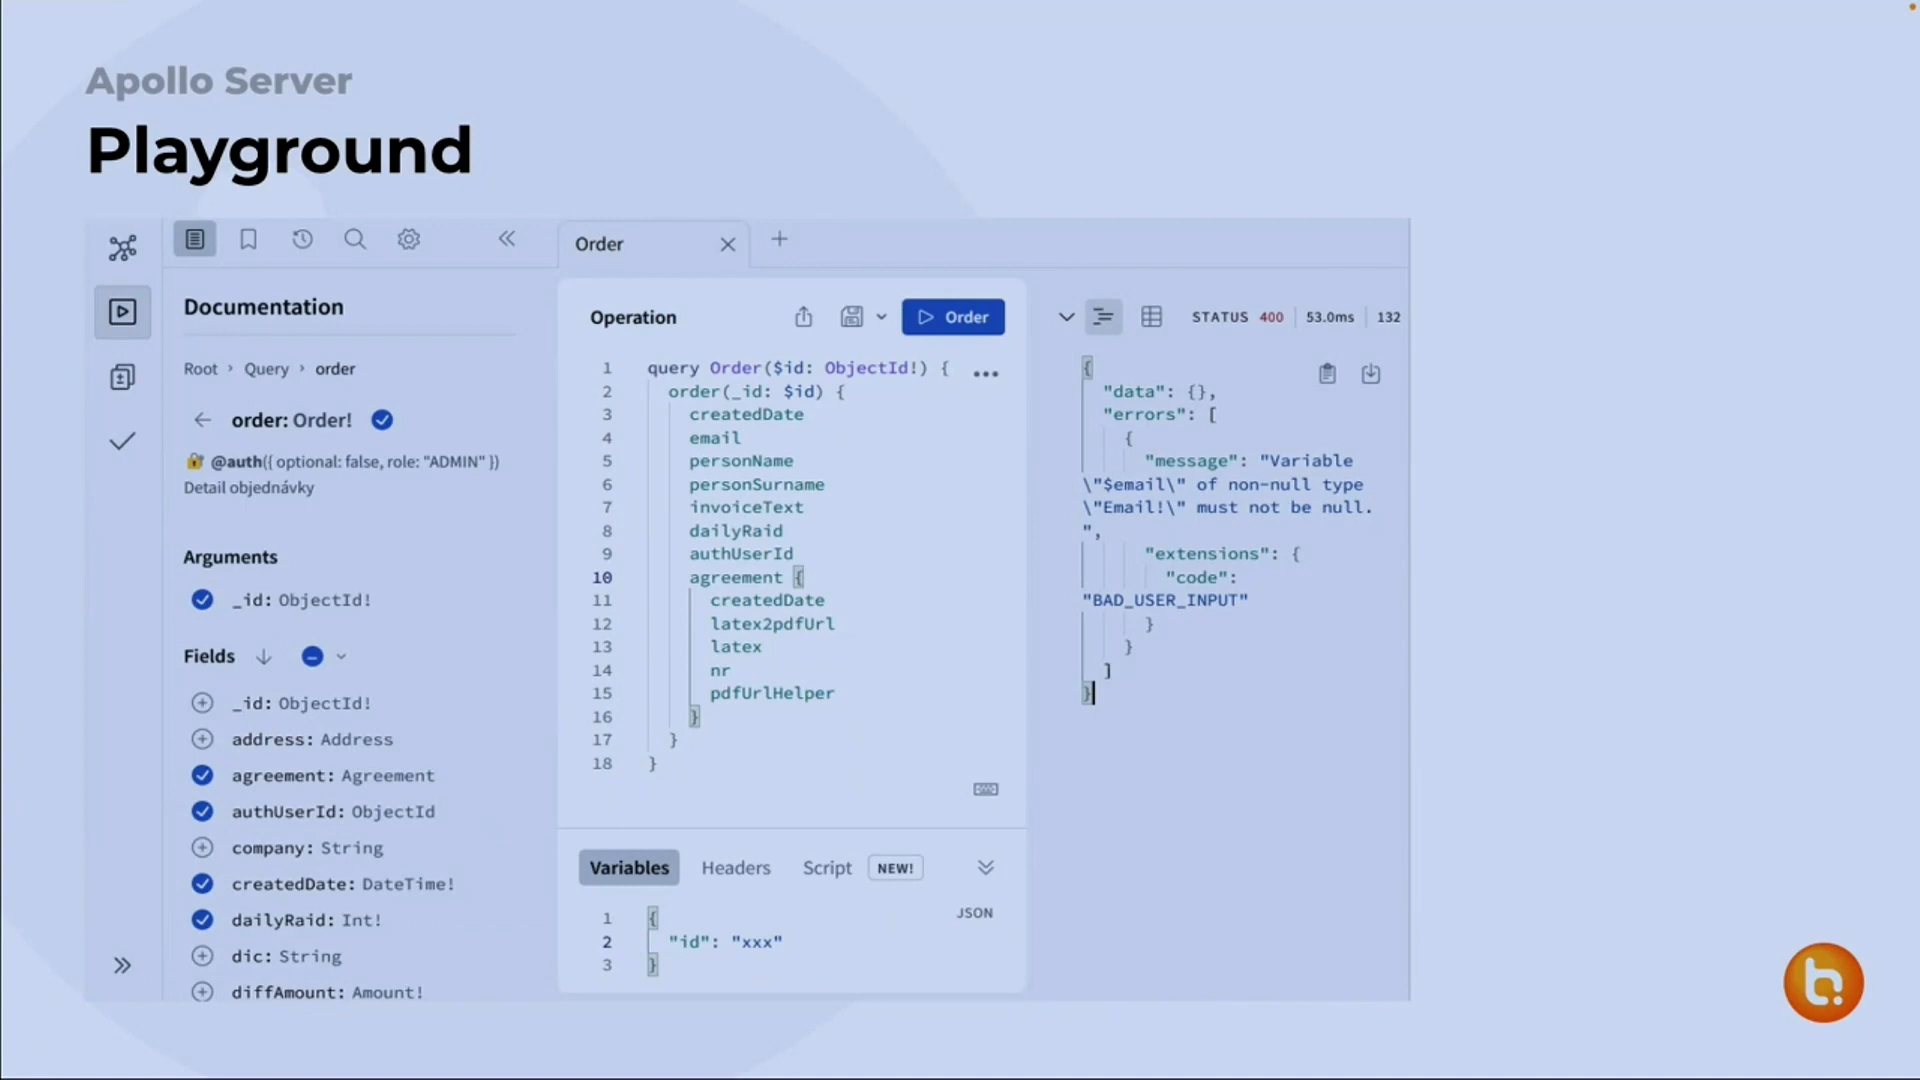 Apollo Server
Playground
Order
Documentation
Root › Query › order
order: Order!
@auth({ optional: false, role: "ADMIN" })
Detail objednávky
Arguments
_id: ObjectId!
Fields
_id: ObjectId!
address: Address
agreement: Agreement
authUserId: ObjectId
company: String
createdDate: DateTime!
dailyRaid: Int!
dic: String
diffAmount: Amount!
Operation
Order
1 query Order($id: ObjectId!) {
2 order(_id: $id) {
3 createdDate
4 email
5 personName
6 personSurname
7 invoiceText
8 dailyRaid
9 authUserId
10 agreement {
11 createdDate
12 latex2pdfUrl
13 latex
14 nr
15 pdfUrlHelper
16 }
17 }
18 }
Variables Headers Script NEW!
JSON
1 {
2 "id": "xxx"
3 }
STATUS 400 53.0ms 132
{
"data": {},
"errors": [
{
"message": "Variable
\"$email\" of non-null type
\"Email!\" must not be null.
",
"extensions": {
"code":
"BAD_USER_INPUT"
}
}
]
}
b.